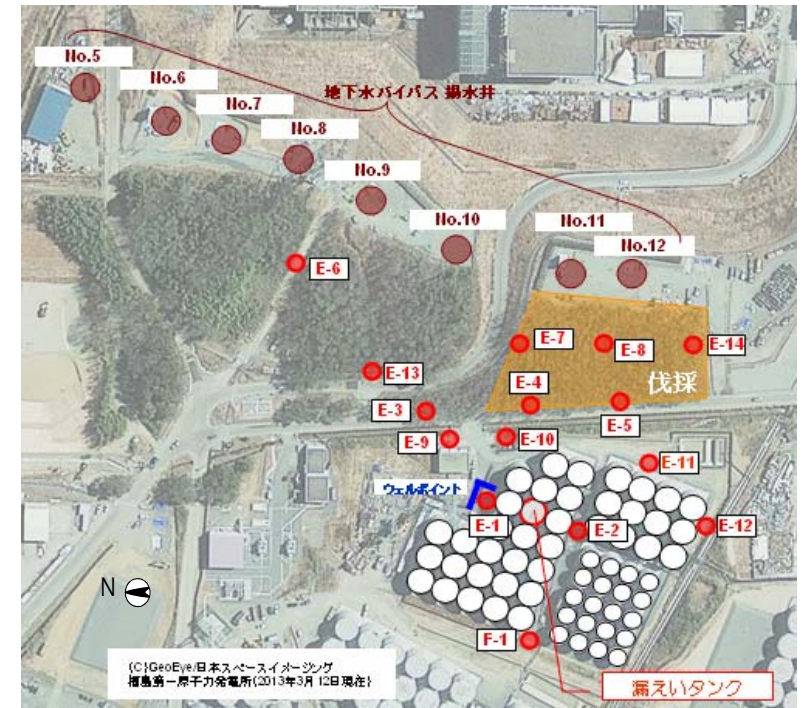 No.5
No.6
No.7
No.8
No.9
No.10
No.11
No.12
地下水バイパス 揚水井
E-6
E-7
E-8
E-14
伐採
E-13
E-4
E-5
E-3
E-9
E-10
E-11
ウェルポイント
E-1
E-2
E-12
N
F-1
(C)GeoEye/日本スペースイメージング
福島第一原子力発電所(2013年3月12日現在)
漏えいタンク